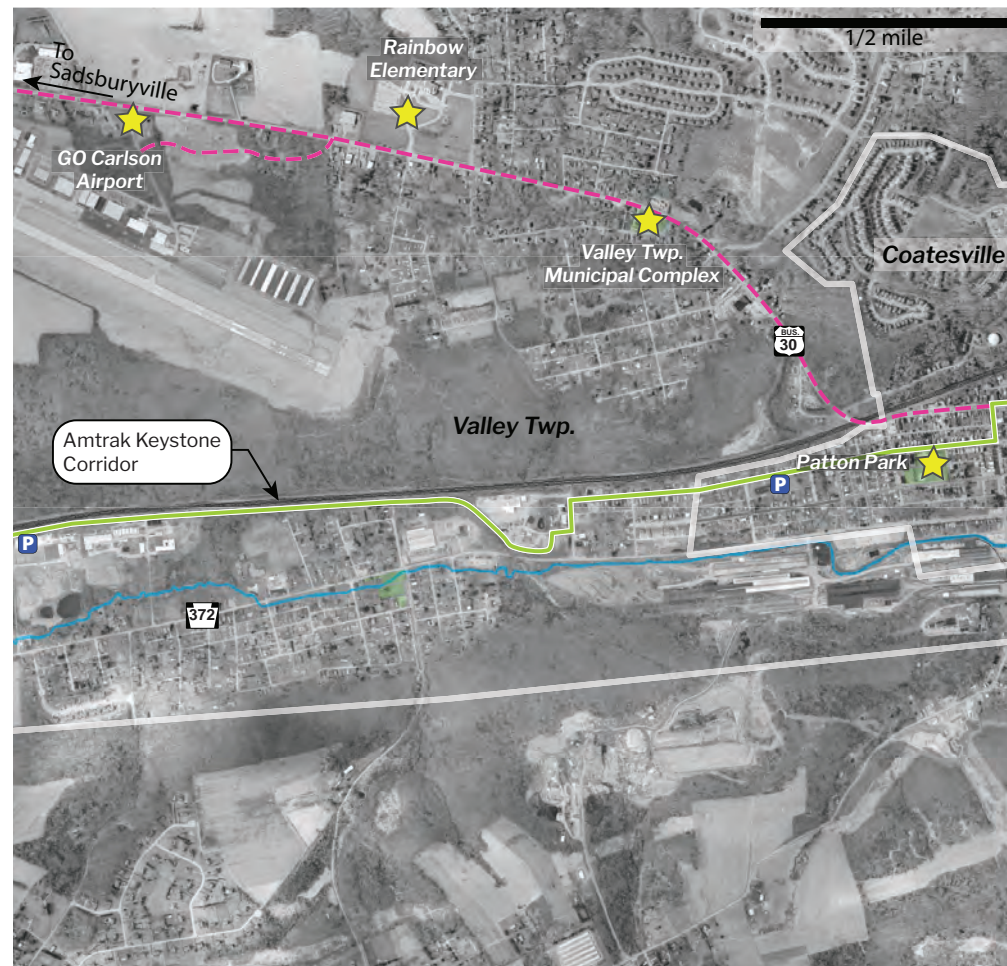 1/2 mile
To
Sadsburyville
Rainbow
Elementary
GO Carlson
Airport
Valley Twp.
Municipal Complex
Coatesville
BUS.
30
Valley Twp.
Amtrak Keystone
Corridor
Patton Park
P
P
372